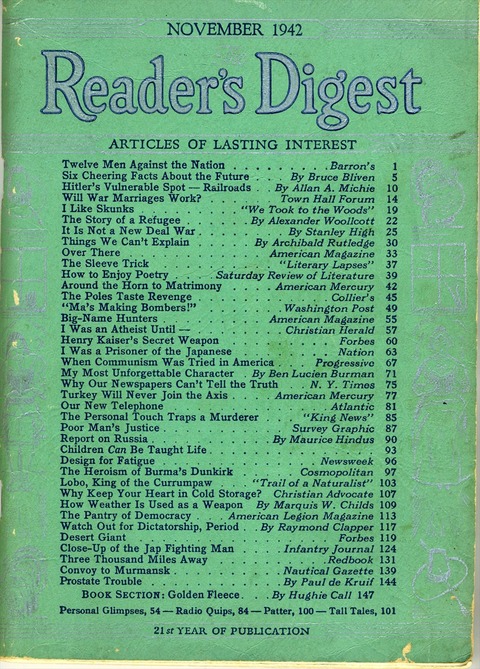 NOVEMBER 1942
Reader's Digest
ARTICLES OF LASTING INTEREST
Twelve Men Against the Nation . . . . . . . Barron's 1
Six Cheering Facts About the Future . . . By Bruce Bliven 5
Hitler's Vulnerable Spot — Railroads . . By Allan A. Michie 10
Will War Marriages Work? . . . . . . Town Hall Forum 14
I Like Skunks . . . . . . . "We Took to the Woods" 19
The Story of a Refugee . . . . . . By Alexander Woollcott 22
It Is Not a New Deal War . . . . . . . By Stanley High 25
Things We Can't Explain . . . . . By Archibald Rutledge 30
Over There . . . . . . . . . . . American Magazine 33
The Sleeve Trick . . . . . . . . . "Literary Lapses" 37
How to Enjoy Poetry . . . . Saturday Review of Literature 39
Around the Horn to Matrimony . . . . American Mercury 42
The Poles Taste Revenge . . . . . . . . . Collier's 45
"Ma's Making Bombers!" . . . . . . . Washington Post 49
Big-Name Hunters . . . . . . . . American Magazine 55
I Was an Atheist Until — . . . . . . . Christian Herald 57
Henry Kaiser's Secret Weapon . . . . . . . . Forbes 60
I Was a Prisoner of the Japanese . . . . . . . Nation 63
When Communism Was Tried in America . . . Progressive 67
My Most Unforgettable Character . . By Ben Lucien Burman 71
Why Our Newspapers Can't Tell the Truth . . . N. Y. Times 75
Turkey Will Never Join the Axis . . . . American Mercury 77
Our New Telephone . . . . . . . . . . . Atlantic 81
The Personal Touch Traps a Murderer . . . "King News" 85
Poor Man's Justice . . . . . . . . . Survey Graphic 87
Report on Russia . . . . . . . . By Maurice Hindus 90
Children Can Be Taught Life . . . . . . . . . . . 93
Design for Fatigue . . . . . . . . . . . Newsweek 96
The Heroism of Burma's Dunkirk . . . . . Cosmopolitan 97
Lobo, King of the Currumpaw . . . "Trail of a Naturalist" 103
Why Keep Your Heart in Cold Storage? Christian Advocate 107
How Weather Is Used as a Weapon By Marquis W. Childs 109
The Pantry of Democracy . . . . American Legion Magazine 113
Watch Out for Dictatorship, Period . . By Raymond Clapper 117
Desert Giant . . . . . . . . . . . . . Forbes 119
Close-Up of the Jap Fighting Man . . . . Infantry Journal 124
Three Thousand Miles Away . . . . . . . . Redbook 131
Convoy to Murmansk . . . . . . . . Nautical Gazette 139
Prostate Trouble . . . . . . . . . By Paul de Kruif 144
BOOK SECTION: Golden Fleece . . . By Hughie Call 147
Personal Glimpses, 54 — Radio Quips, 84 — Patter, 100 — Tall Tales, 101
21st YEAR OF PUBLICATION